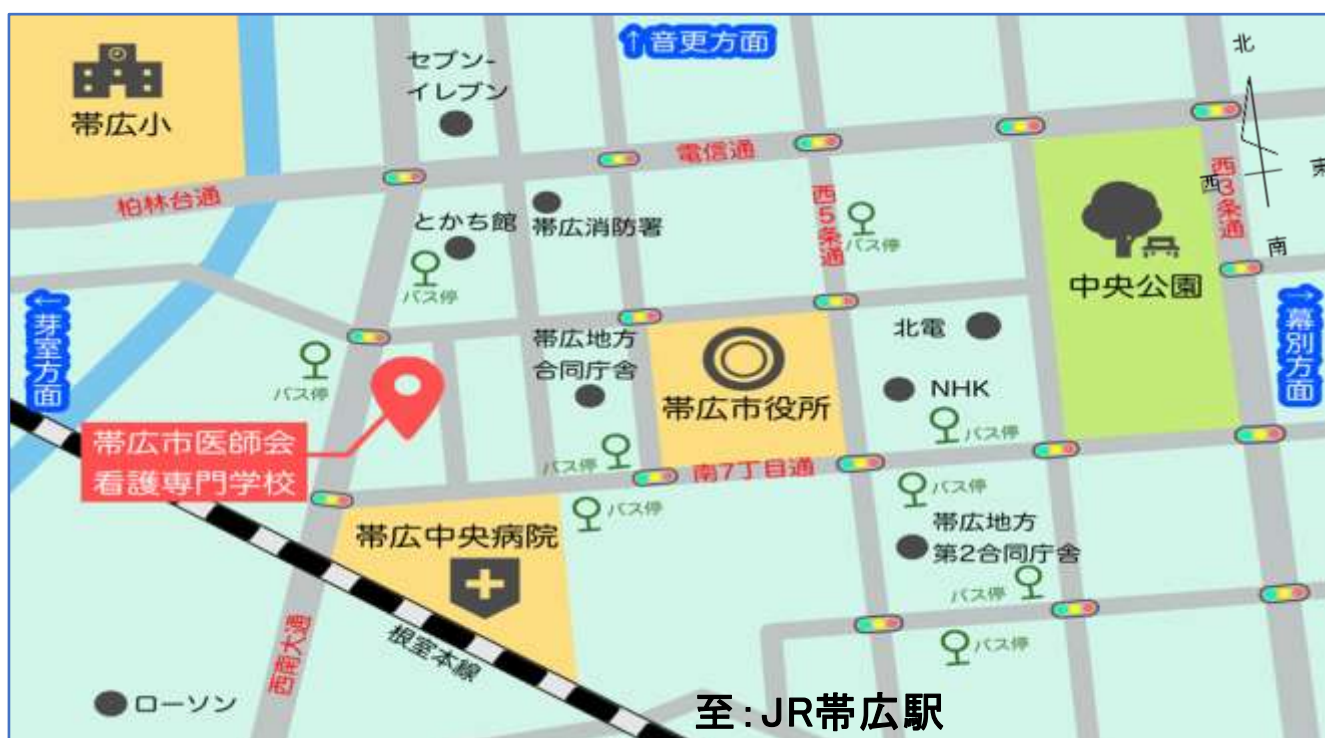 ↑音更方面
北
セブン-
イレブン
帯広小
電信通
西
東
西3条通
南
柏林台通
とかち館
帯広消防署
西5条通
バス停
バス停
中央公園
←芽室方面
→幕別方面
帯広地方
合同庁舎
北電
バス停
帯広市役所
NHK
帯広市医師会
看護専門学校
バス停
バス停
南7丁目通
バス停
バス停
帯広中央病院
帯広地方
第2合同庁舎
バス停
バス停
西南大通
根室本線
ローソン
至:JR帯広駅